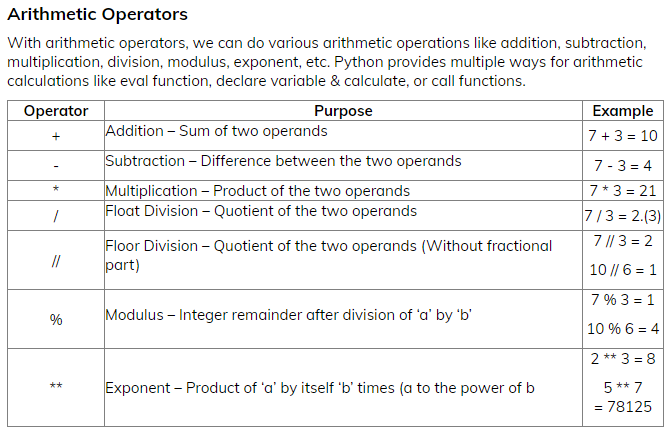 Arithmetic Operators
With arithmetic operators, we can do various arithmetic operations like addition, subtraction,
multiplication, division, modulus, exponent, etc. Python provides multiple ways for arithmetic
calculations like eval function, declare variable & calculate, or call functions.
Operator Purpose Example
+ Addition – Sum of two operands 7 + 3 = 10
- Subtraction – Difference between the two operands 7 - 3 = 4
* Multiplication – Product of the two operands 7 * 3 = 21
/ Float Division – Quotient of the two operands 7 / 3 = 2.(3)
// Floor Division – Quotient of the two operands (Without fractional
part)
7 // 3 = 2
10 // 6 = 1
% Modulus – Integer remainder after division of ‘a’ by ‘b’
7 % 3 = 1
10 % 6 = 4
** Exponent – Product of ‘a’ by itself ‘b’ times (a to the power of b
2 ** 3 = 8
5 ** 7
= 78125